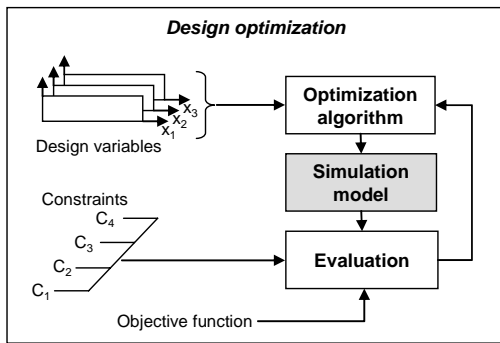 Design optimization
x₃
x₂
x₁
Design variables
Optimization
algorithm
Simulation
model
Constraints
C₄
C₃
C₂
C₁
Evaluation
Objective function